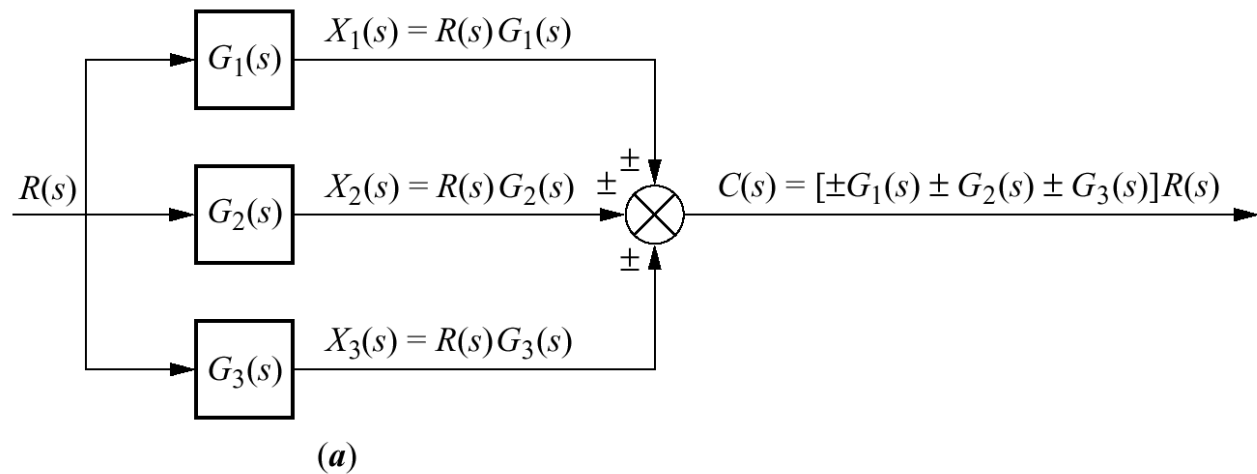 X₁(s) = R(s)G₁(s)
G₁(s)
±
R(s)
X₂(s) = R(s)G₂(s)
±
C(s) = [±G₁(s) ± G₂(s) ± G₃(s)]R(s)
G₂(s)
±
X₃(s) = R(s)G₃(s)
G₃(s)
(a)